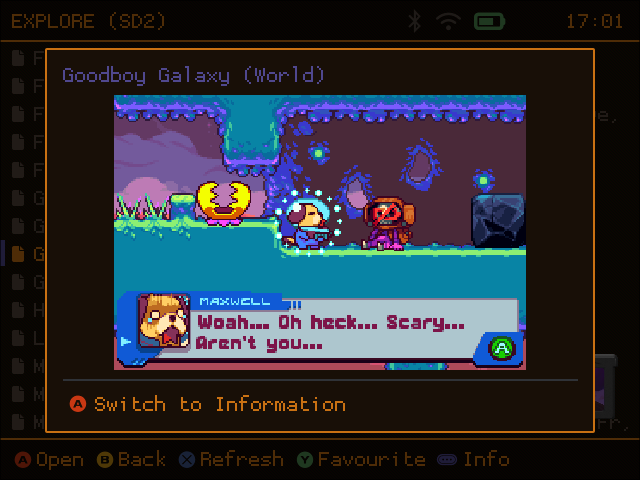 EXPLORE (SD2)
17:01
Goodboy Galaxy (World)
F
F
e,
F
F
F
G
G
G
G
H
L
M
M
M
r,
MAXWELL
Woah... Oh heck... Scary...
Aren't you...
A
A Switch to Information
A Open B Back X Refresh Y Favourite Info